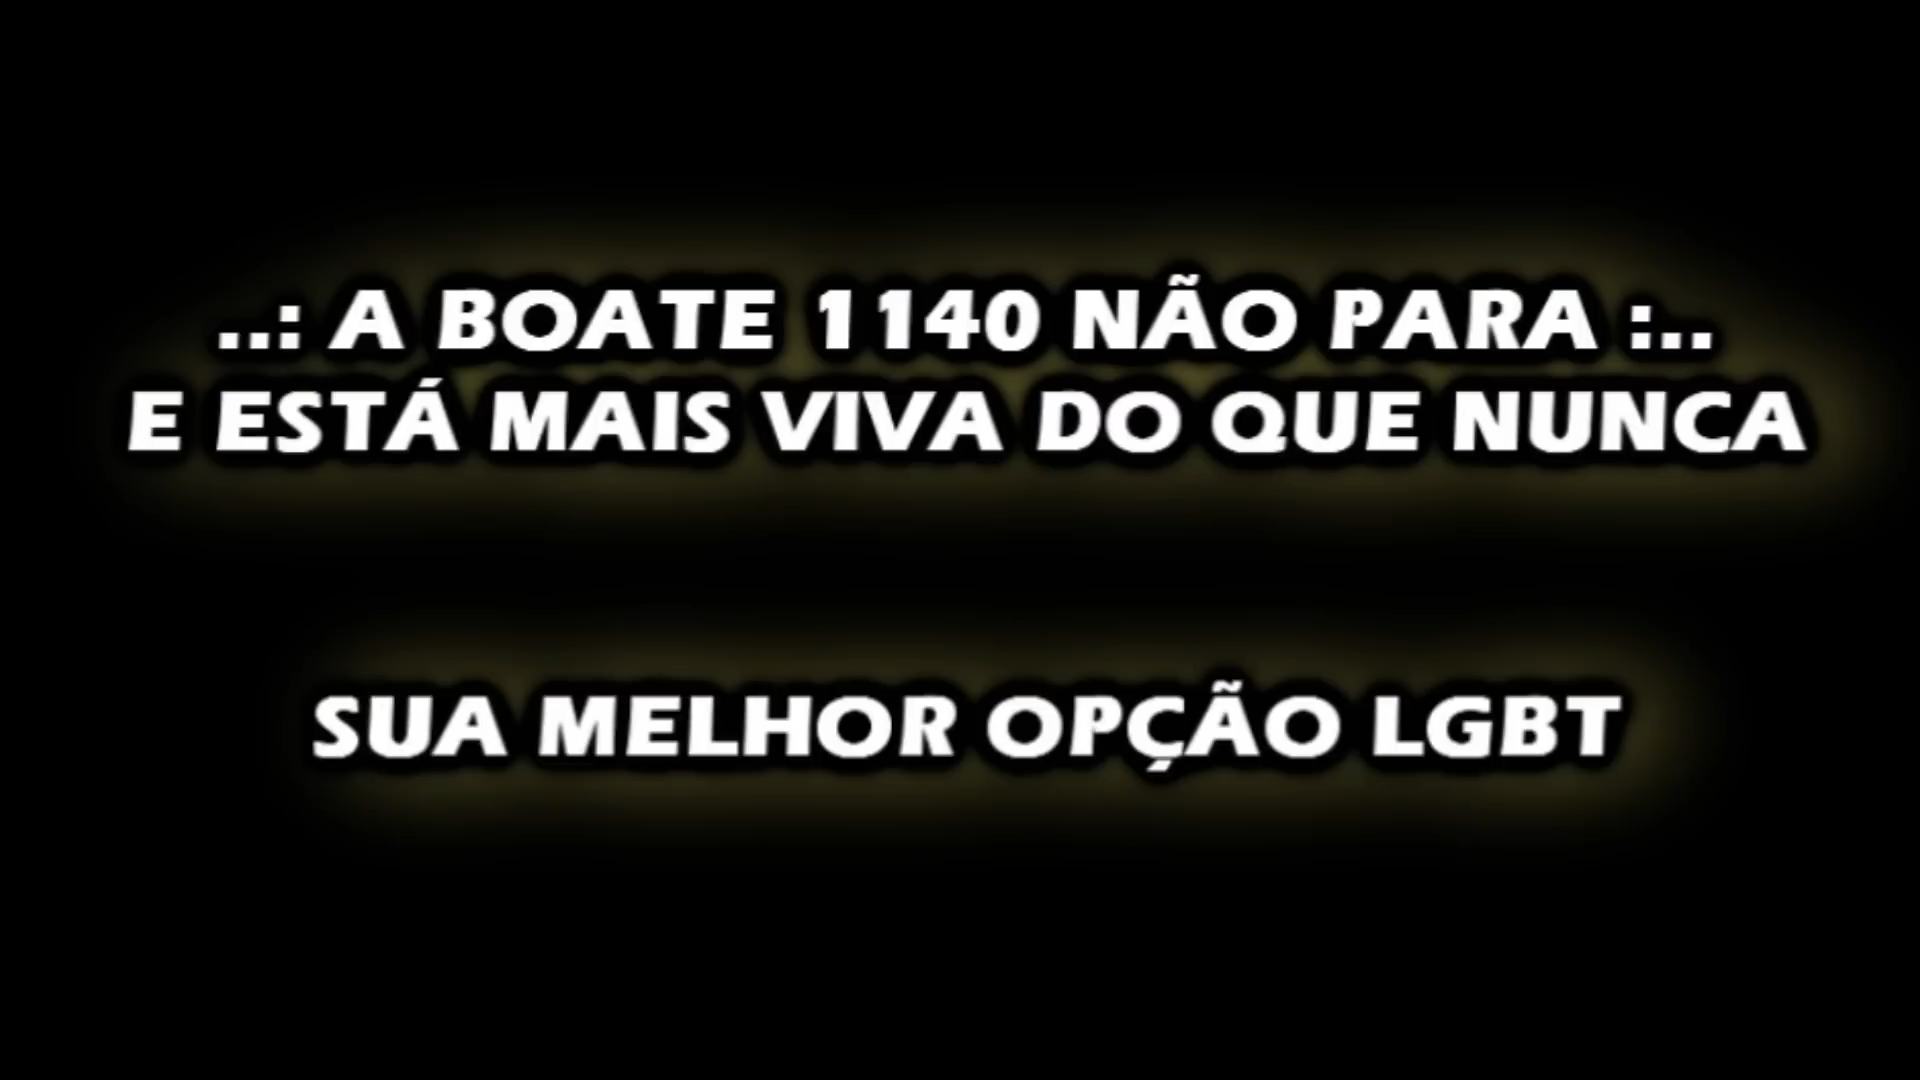 ..: A BOATE 1140 NÃO PARA :..
E ESTÁ MAIS VIVA DO QUE NUNCA
SUA MELHOR OPÇÃO LGBT